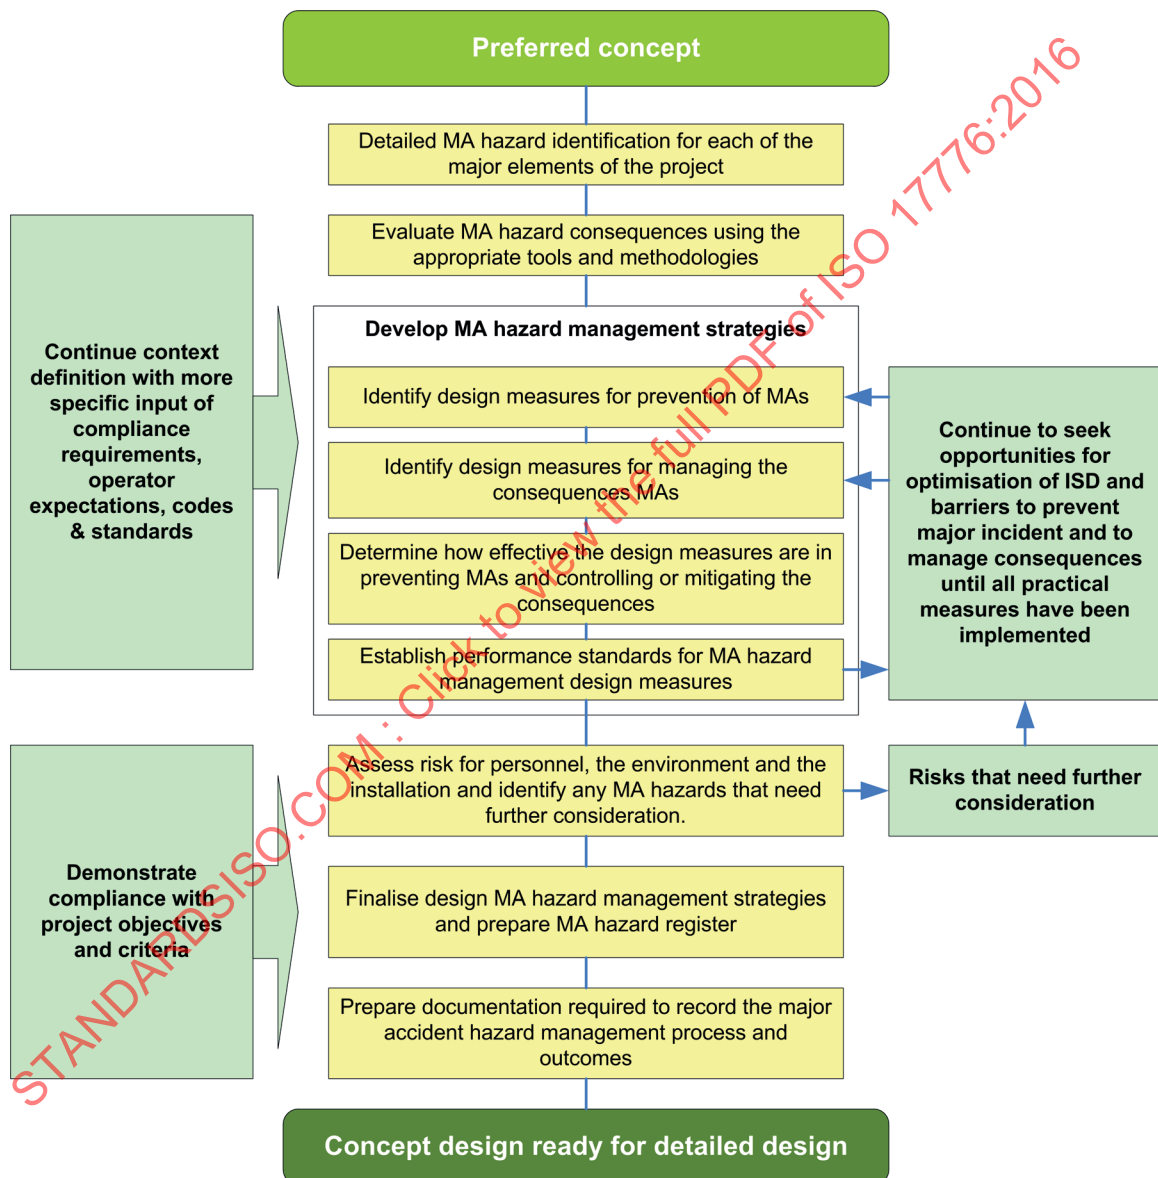 Preferred concept
Detailed MA hazard identification for each of the
major elements of the project
Evaluate MA hazard consequences using the
appropriate tools and methodologies
Continue context
definition with more
specific input of
compliance
requirements,
operator
expectations, codes
& standards
Develop MA hazard management strategies
Identify design measures for prevention of MAs
Identify design measures for managing the
consequences MAs
Determine how effective the design measures are in
preventing MAs and controlling or mitigating the
consequences
Establish performance standards for MA hazard
management design measures
Continue to seek
opportunities for
optimisation of ISD and
barriers to prevent
major incident and to
manage consequences
until all practical
measures have been
implemented
Demonstrate
compliance with
project objectives
and criteria
Assess risk for personnel, the environment and the
installation and identify any MA hazards that need
further consideration.
Risks that need further
consideration
Finalise design MA hazard management strategies
and prepare MA hazard register
Prepare documentation required to record the major
accident hazard management process and
outcomes
Concept design ready for detailed design
STANDARDSISO.COM : Click to view the full PDF of ISO 17776:2016